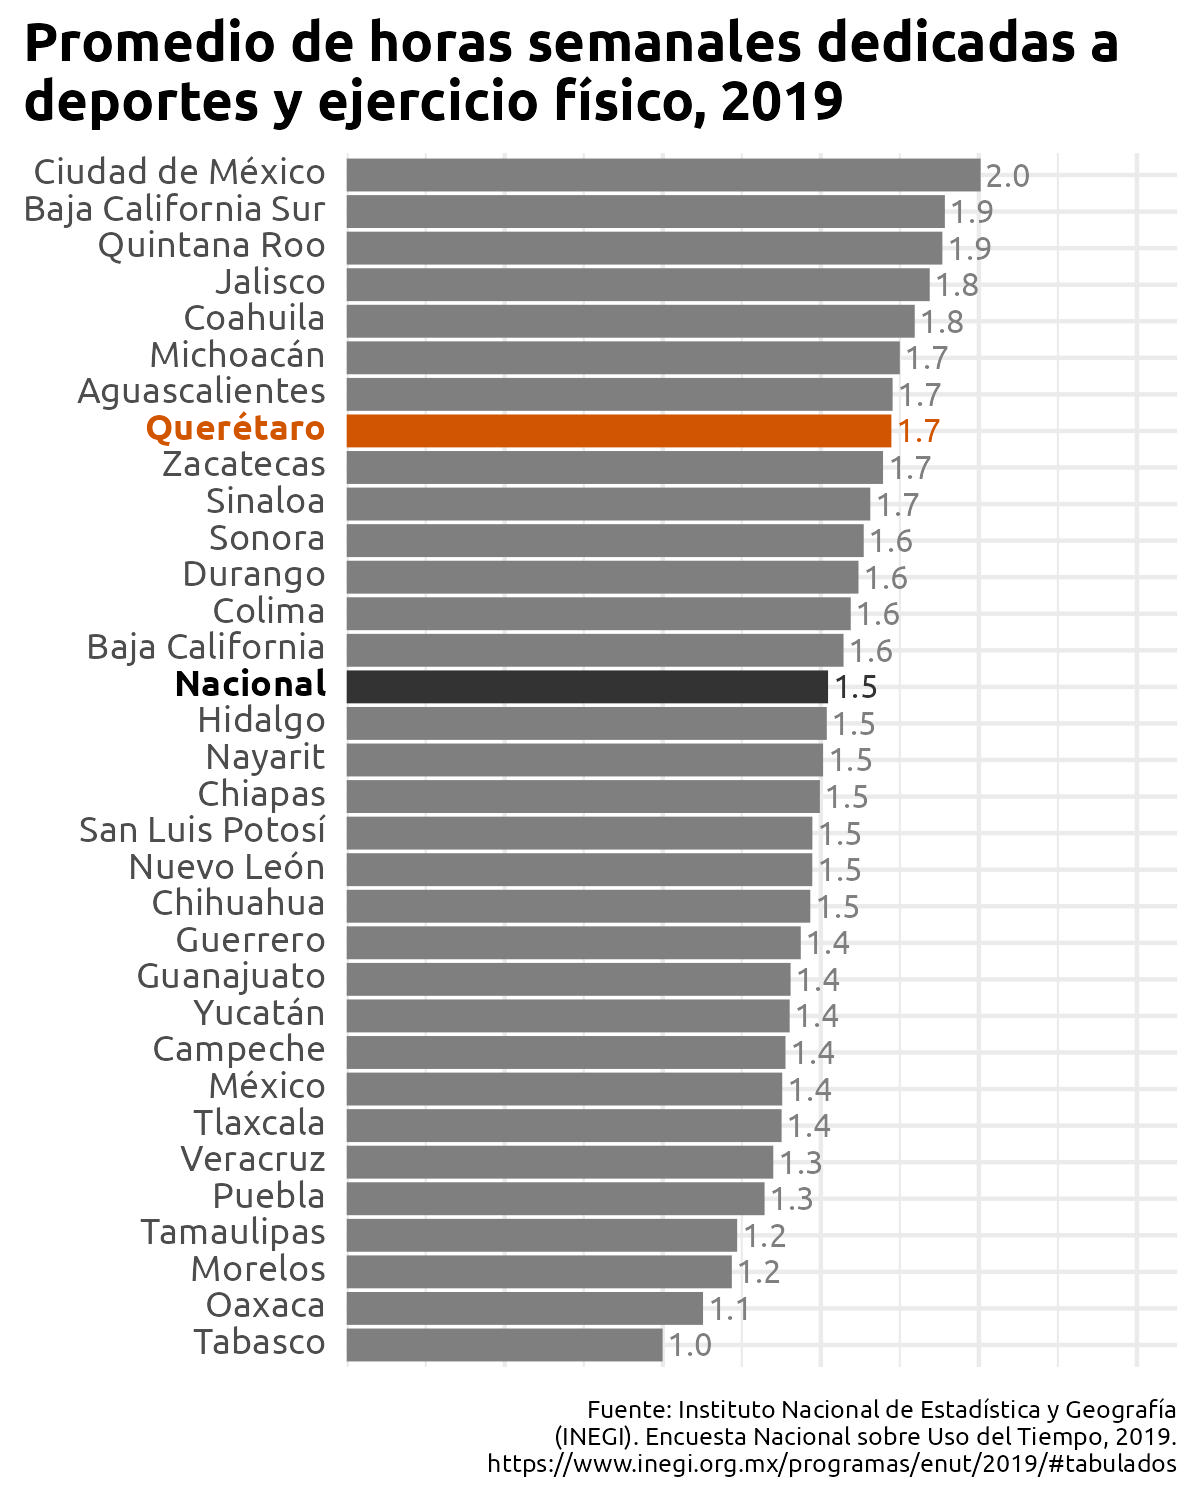 Promedio de horas semanales dedicadas a
deportes y ejercicio físico, 2019
Ciudad de México 2.0
Baja California Sur 1.9
Quintana Roo 1.9
Jalisco 1.8
Coahuila 1.8
Michoacán 1.7
Aguascalientes 1.7
Querétaro 1.7
Zacatecas 1.7
Sinaloa 1.7
Sonora 1.6
Durango 1.6
Colima 1.6
Baja California 1.6
Nacional 1.5
Hidalgo 1.5
Nayarit 1.5
Chiapas 1.5
San Luis Potosí 1.5
Nuevo León 1.5
Chihuahua 1.5
Guerrero 1.4
Guanajuato 1.4
Yucatán 1.4
Campeche 1.4
México 1.4
Tlaxcala 1.4
Veracruz 1.3
Puebla 1.3
Tamaulipas 1.2
Morelos 1.2
Oaxaca 1.1
Tabasco 1.0
Fuente: Instituto Nacional de Estadística y Geografía
(INEGI). Encuesta Nacional sobre Uso del Tiempo, 2019.
https://www.inegi.org.mx/programas/enut/2019/#tabulados